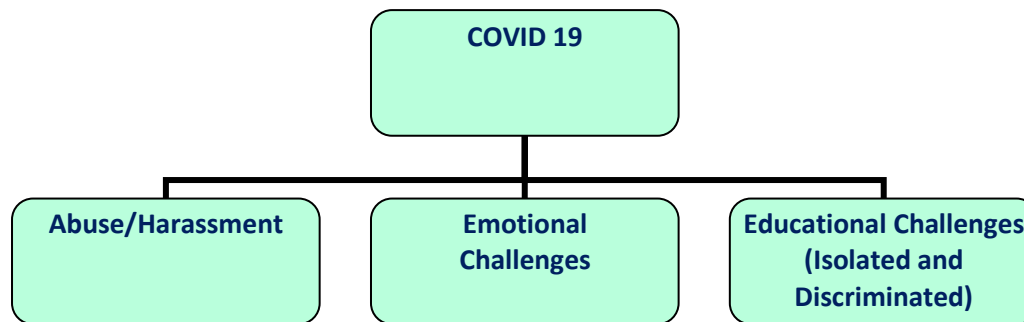 COVID 19
Abuse/Harassment
Emotional
Challenges
Educational Challenges
(Isolated and
Discriminated)